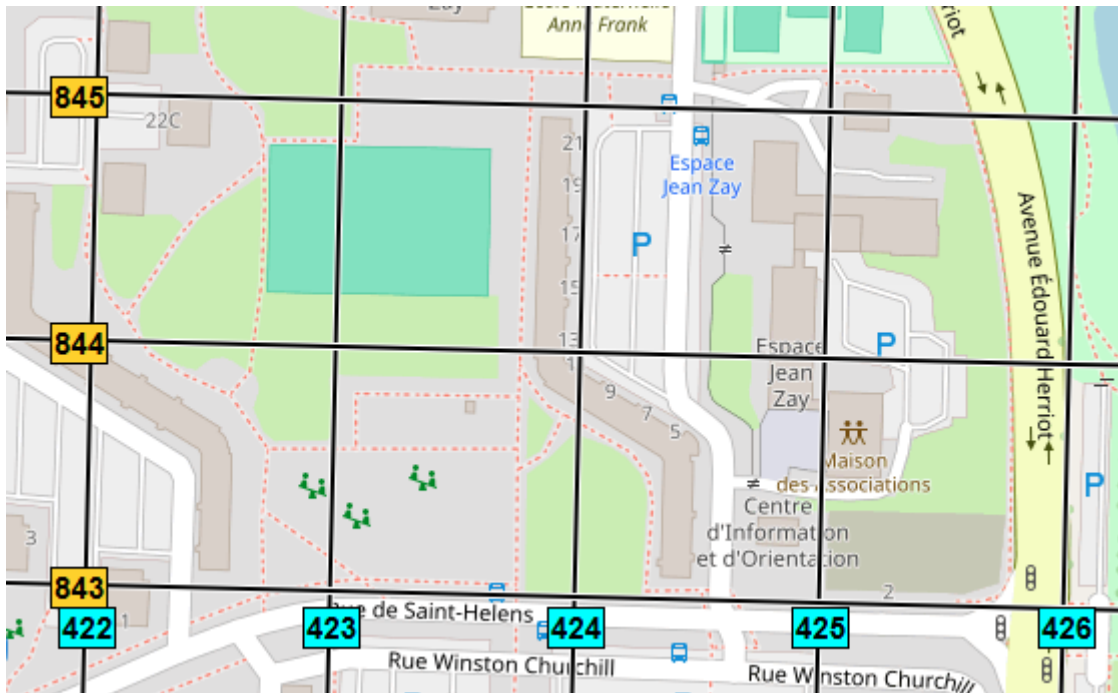 Zay
Anne Frank
845
22C
21
Espace
Jean Zay
19
17
P
15
Avenue Édouard Herriot
844
13
P
Espace
Jean
Zay
9
7
5
Maison
des Associations
P
Centre
d'Information
et d'Orientation
3
843
2
422
1
423
Rue de Saint-Helens
424
425
426
Rue Winston Churchill
Rue Winston Churchill